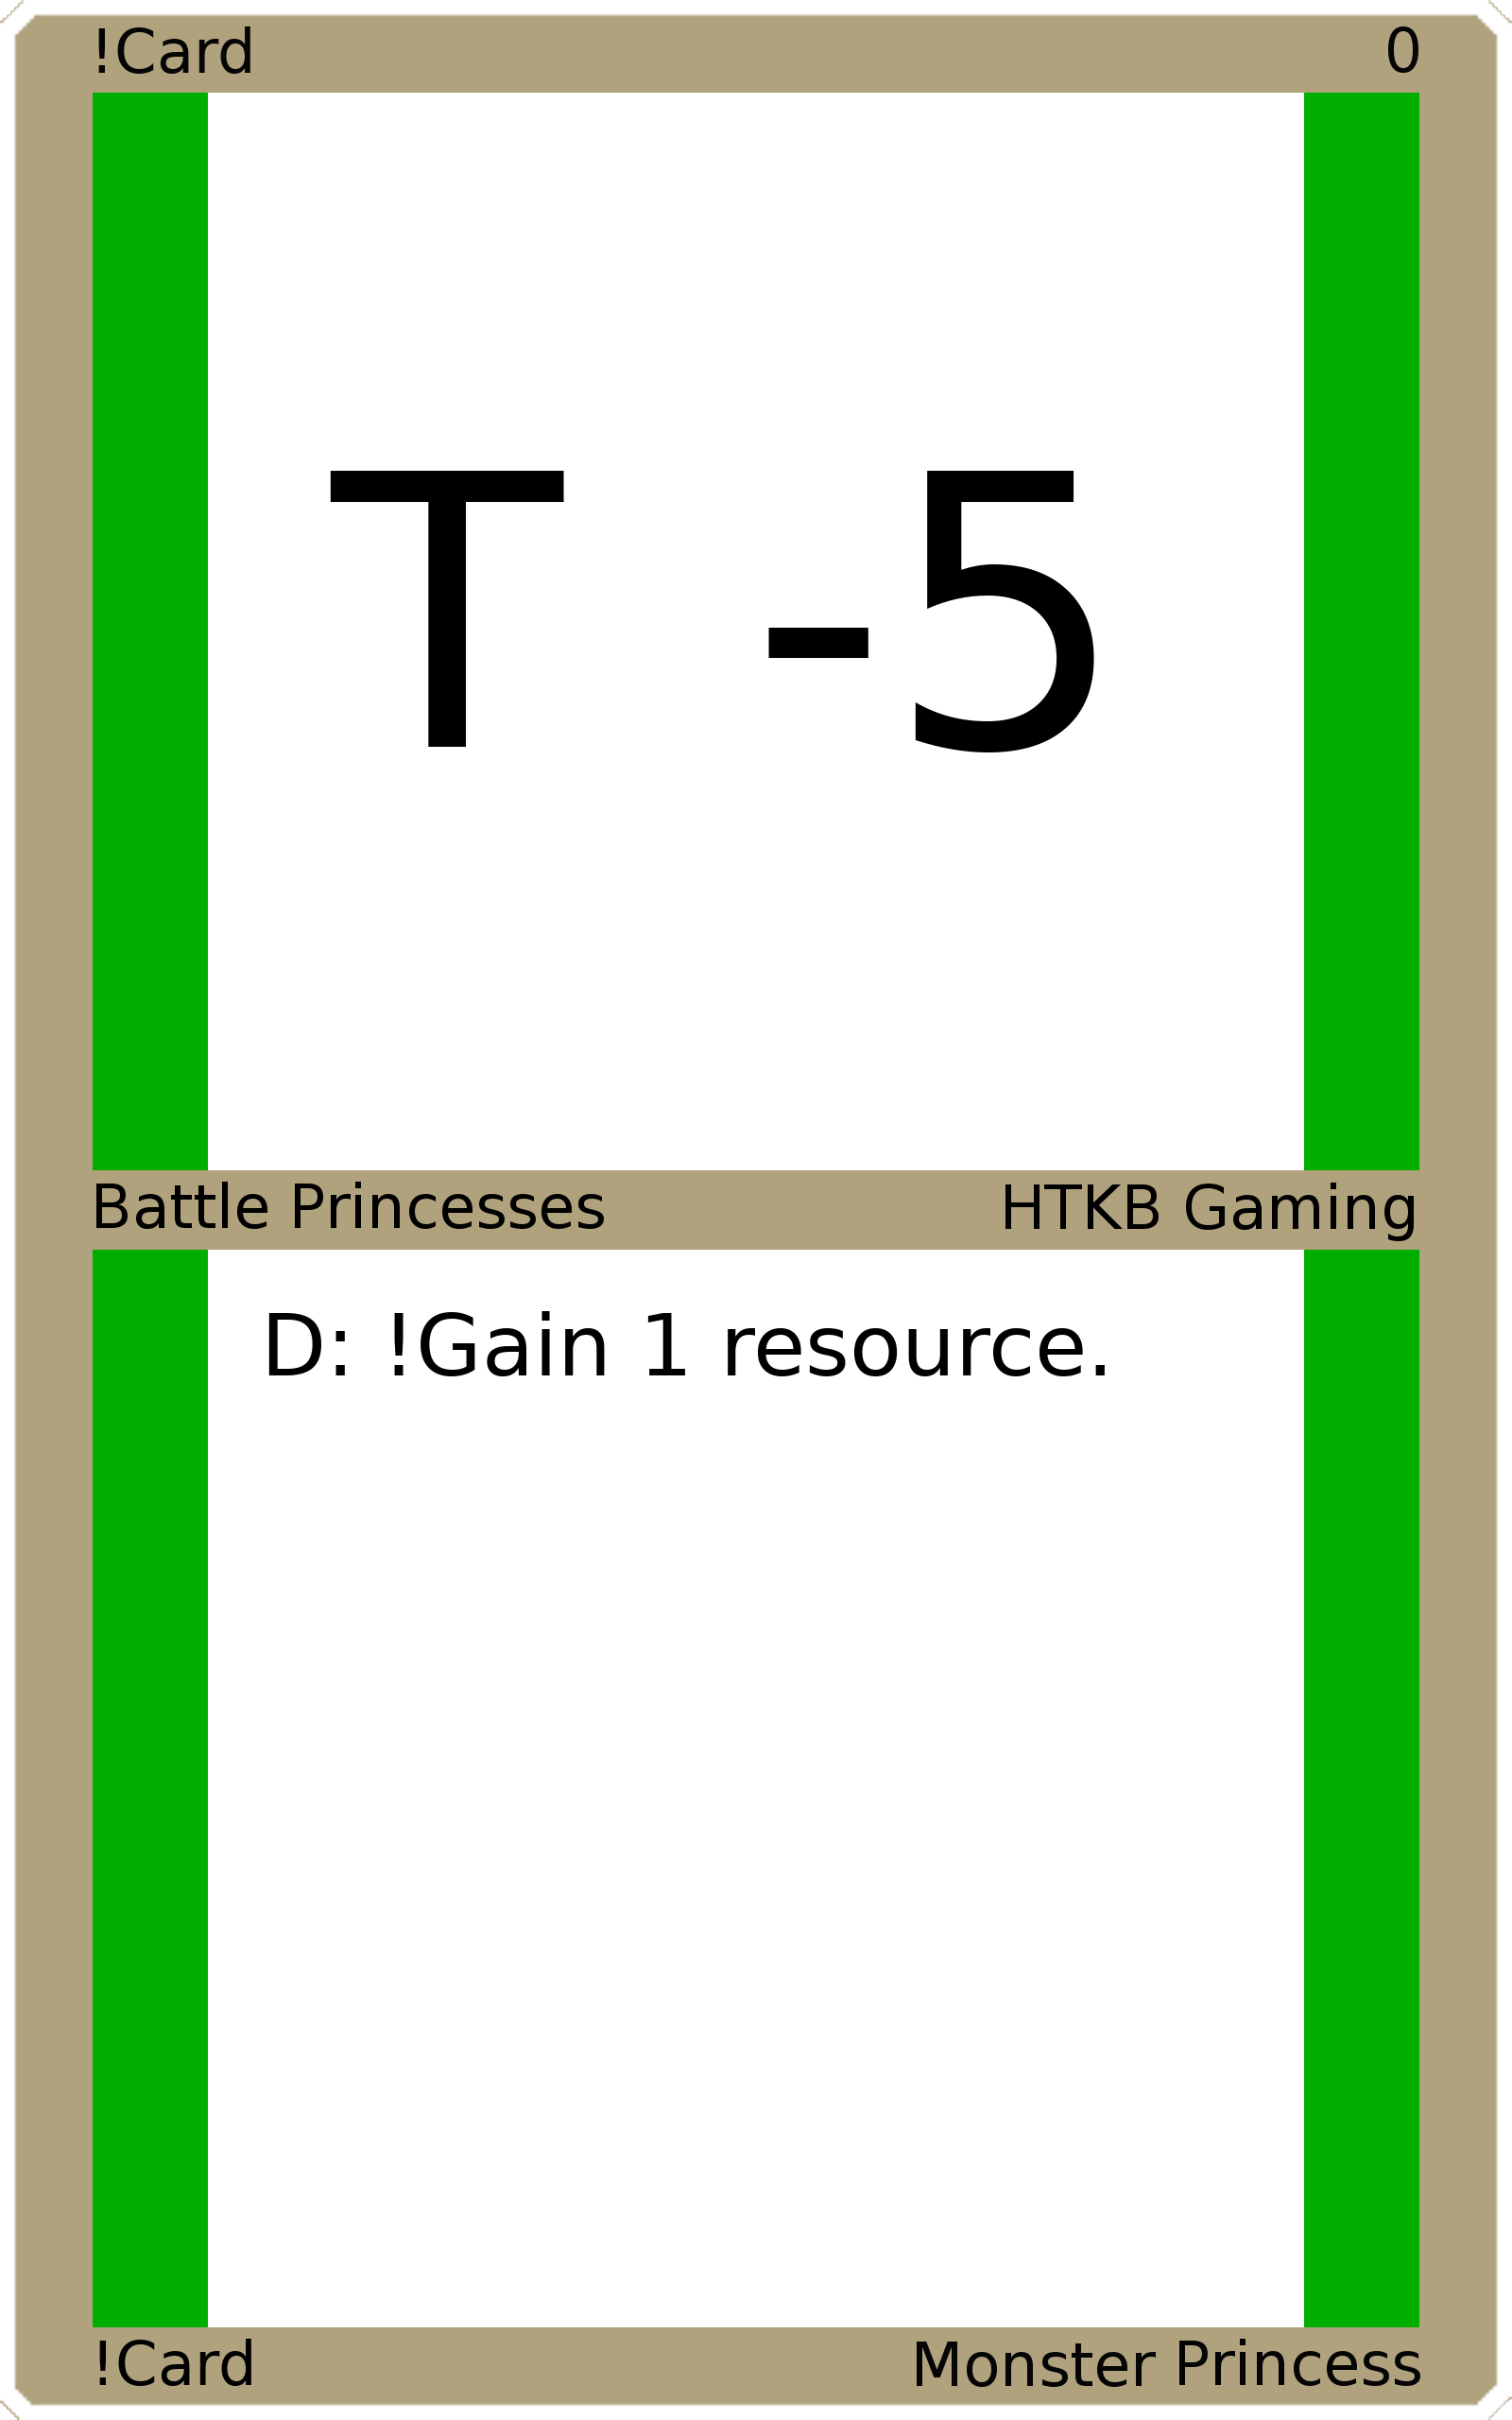 !Card 0
T -5
Battle Princesses HTKB Gaming
D: !Gain 1 resource.
!Card Monster Princess